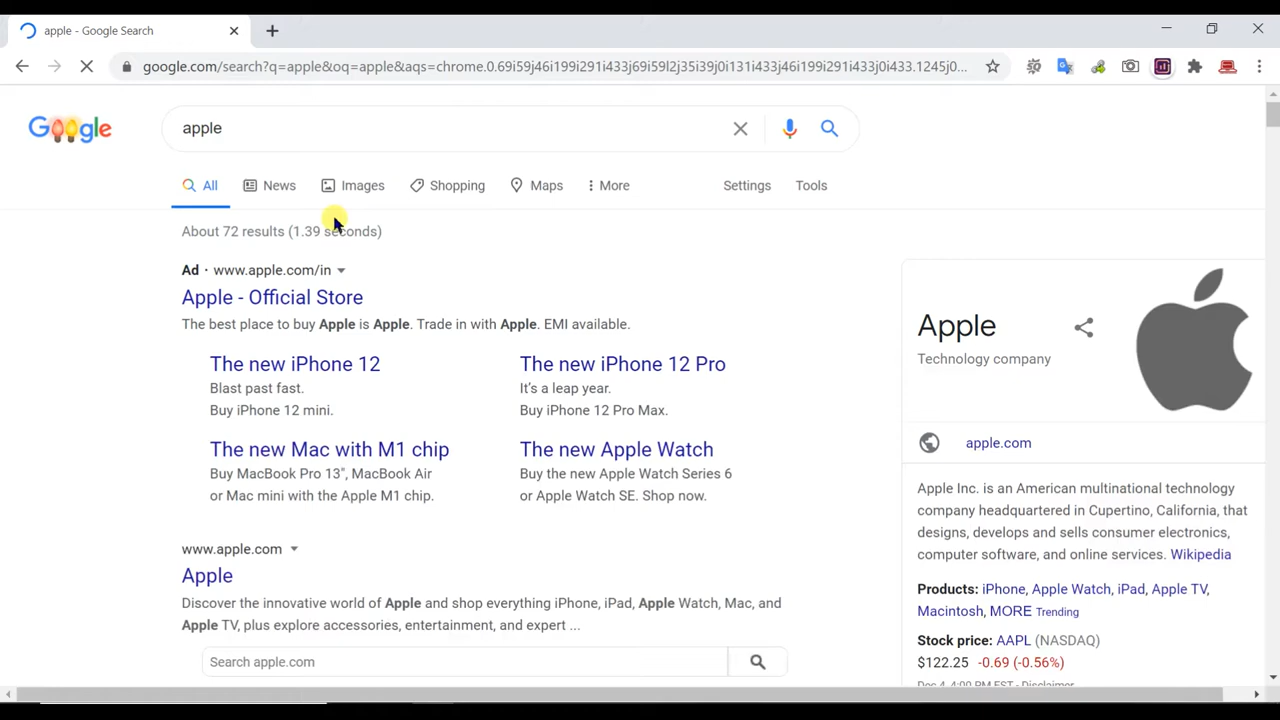 apple - Google Search
google.com/search?q=apple&oq=apple&aqs=chrome.0.69i59j46i199i291i433j69i59l2j35i39j0i131i433j46i199i291i433j0i433.1245j0...
Google
apple
All News Images Shopping Maps More Settings Tools
About 72 results (1.39 seconds)
Ad · www.apple.com/in
Apple - Official Store
The best place to buy Apple is Apple. Trade in with Apple. EMI available.
The new iPhone 12
Blast past fast.
Buy iPhone 12 mini.
The new iPhone 12 Pro
It's a leap year.
Buy iPhone 12 Pro Max.
The new Mac with M1 chip
Buy MacBook Pro 13", MacBook Air
or Mac mini with the Apple M1 chip.
The new Apple Watch
Buy the new Apple Watch Series 6
or Apple Watch SE. Shop now.
www.apple.com
Apple
Discover the innovative world of Apple and shop everything iPhone, iPad, Apple Watch, Mac, and
Apple TV, plus explore accessories, entertainment, and expert ...
Search apple.com
Apple
Technology company
apple.com
Apple Inc. is an American multinational technology
company headquartered in Cupertino, California, that
designs, develops and sells consumer electronics,
computer software, and online services. Wikipedia
Products: iPhone, Apple Watch, iPad, Apple TV,
Macintosh, MORE Trending
Stock price: AAPL (NASDAQ)
$122.25 -0.69 (-0.56%)
Dec 4, 4:00 PM EST - Disclaimer